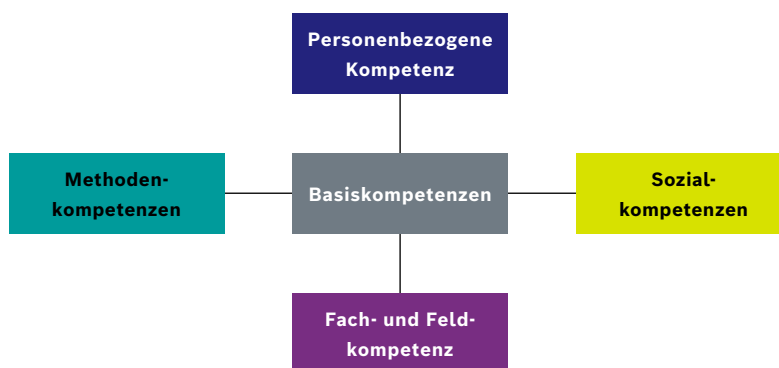 Personenbezogene
Kompetenz
Methoden-
kompetenzen
Basiskompetenzen
Sozial-
kompetenzen
Fach- und Feld-
kompetenz